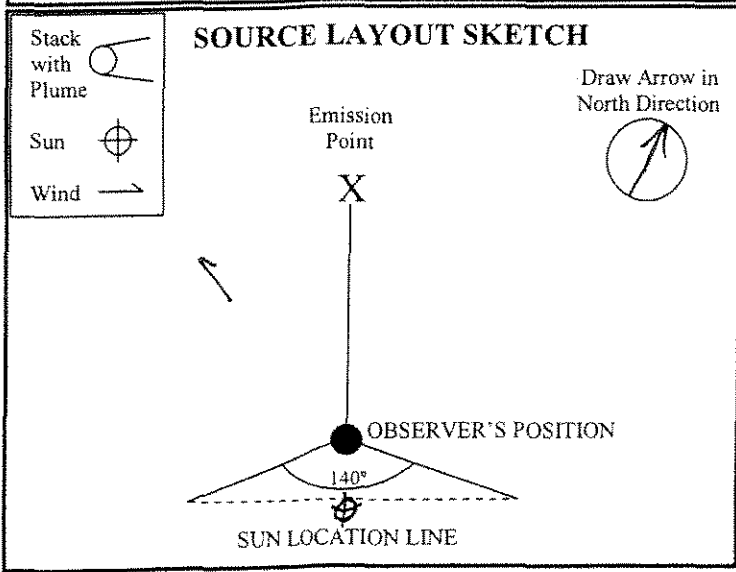 SOURCE LAYOUT SKETCH
Stack
with
Plume
Sun
Wind
Emission
Point
X
Draw Arrow in
North Direction
OBSERVER'S POSITION
140°
SUN LOCATION LINE